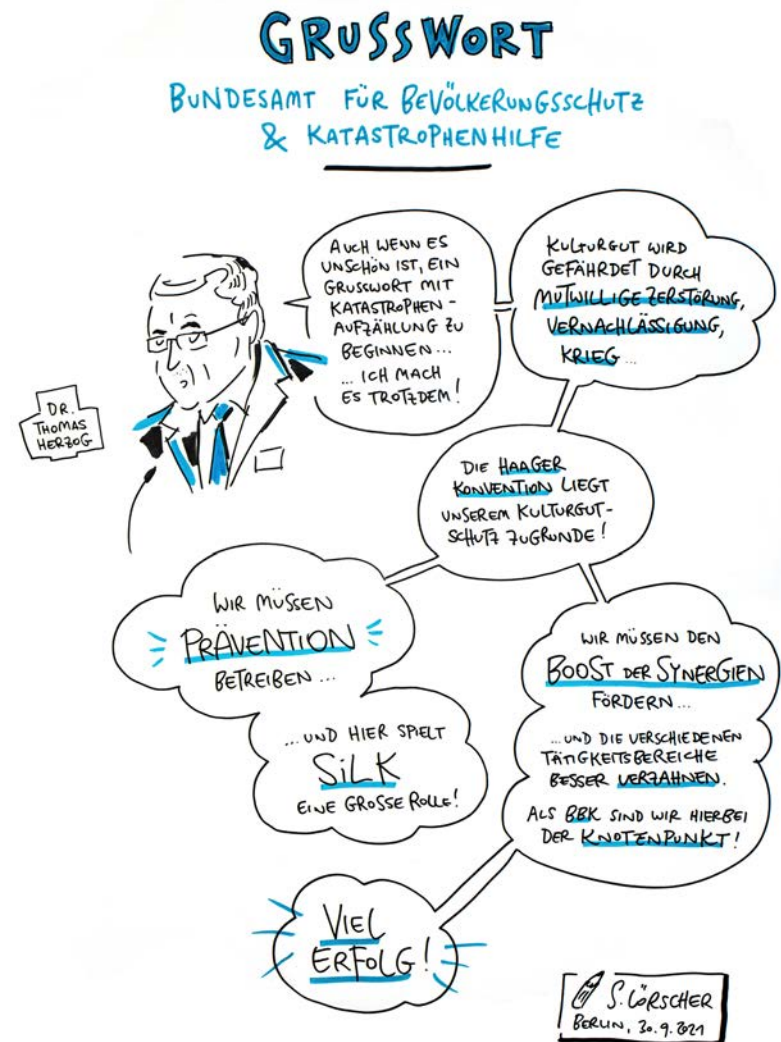 GRUSSWORT
BUNDESAMT FÜR BEVÖLKERUNGSSCHUTZ
& KATASTROPHENHILFE
DR.
THOMAS
HERZOG
AUCH WENN ES
UNSCHÖN IST, EIN
GRUSSWORT MIT
KATASTROPHEN-
AUFZÄHLUNG ZU
BEGINNEN...
... ICH MACH
ES TROTZDEM!
KULTURGUT WIRD
GEFÄHRDET DURCH
MUTWILLIGE ZERSTÖRUNG,
VERNACHLÄSSIGUNG,
KRIEG...
DIE HAAGER
KONVENTION LIEGT
UNSEREM KULTURGUT-
SCHUTZ ZUGRUNDE!
WIR MÜSSEN
PRÄVENTION
BETREIBEN...
...UND HIER SPIELT
SiLK
EINE GROSSE ROLLE!
WIR MÜSSEN DEN
BOOST DER SYNERGIEN
FÖRDERN...
...UND DIE VERSCHIEDENEN
TÄTIGKEITSBEREICHE
BESSER VERZAHNEN.
ALS BBK SIND WIR HIERBEI
DER KNOTENPUNKT!
VIEL
ERFOLG!
S. LÖRSCHER
BERLIN, 30.9.2021